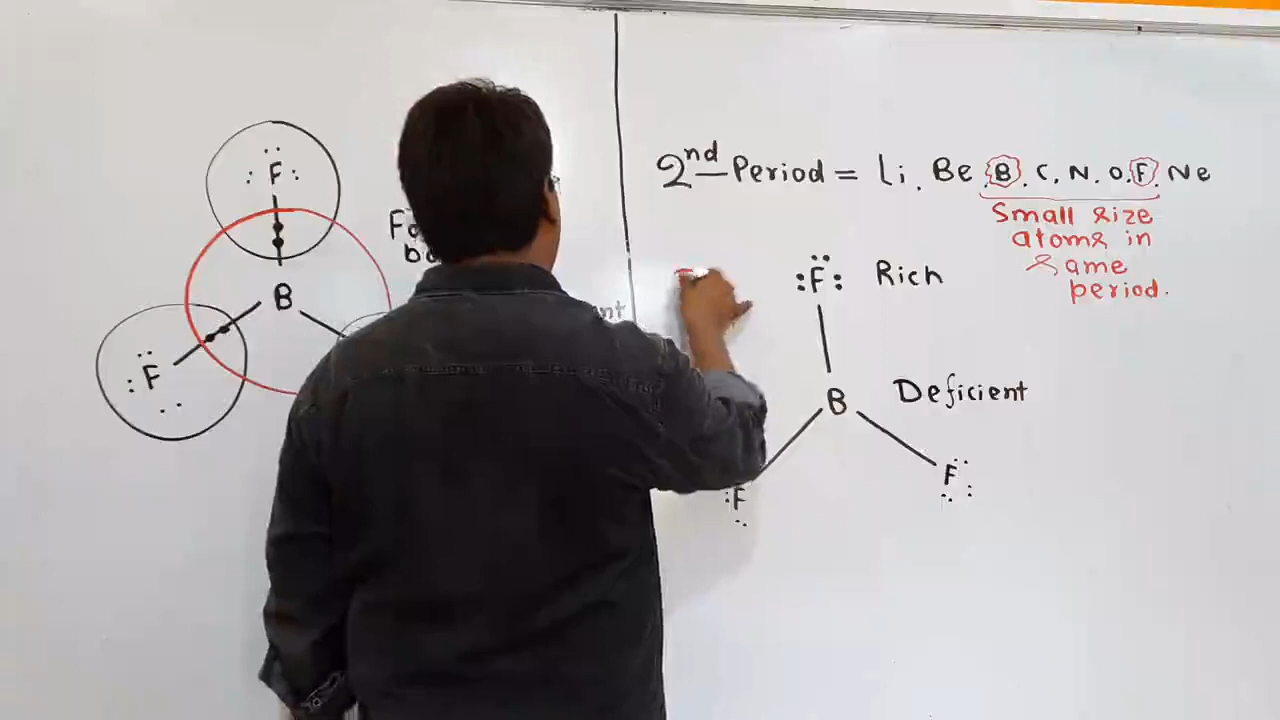 :F:
B
:F
2nd Period = Li. Be.B.C.N.O.F.Ne
Small size
atoms in
same
period.
:F: Rich
B Deficient
:F
F: